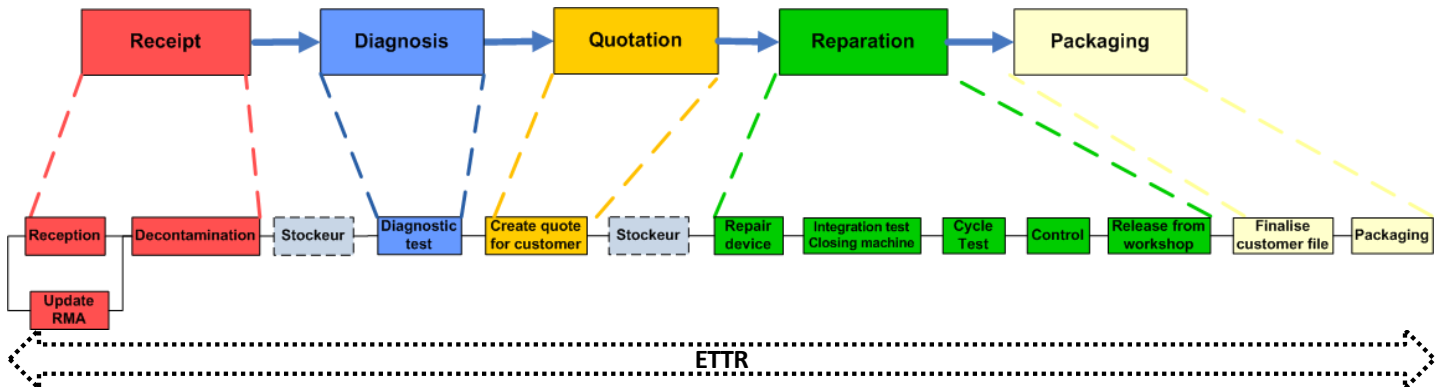 Receipt
Diagnosis
Quotation
Reparation
Packaging
Reception
Decontamination
Stockeur
Diagnostic
test
Create quote
for customer
Stockeur
Repair
device
Integration test
Closing machine
Cycle
Test
Control
Release from
workshop
Finalise
customer file
Packaging
Update
RMA
ETTR